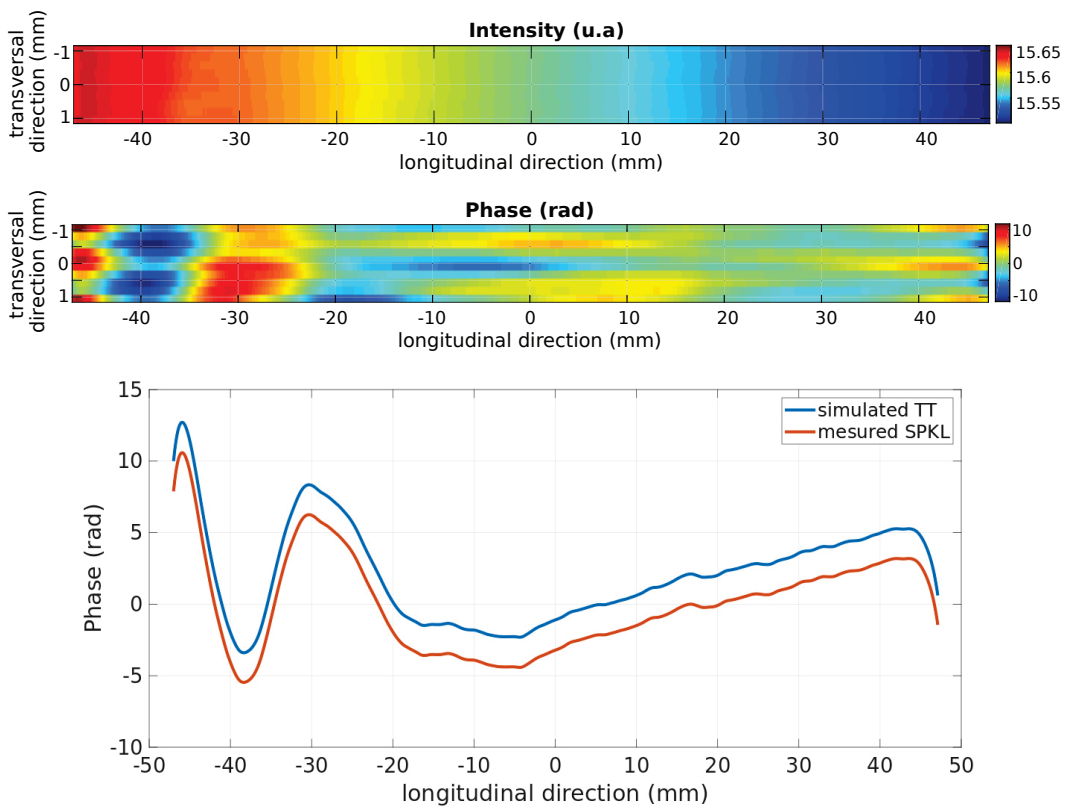 Intensity (u.a)
transversal
direction (mm)
-1
0
1
15.65
15.6
15.55
-40 -30 -20 -10 0 10 20 30 40
longitudinal direction (mm)
Phase (rad)
transversal
direction (mm)
-1
0
1
10
0
-10
-40 -30 -20 -10 0 10 20 30 40
longitudinal direction (mm)
15
10
5
0
-5
-10
Phase (rad)
simulated TT
mesured SPKL
-50 -40 -30 -20 -10 0 10 20 30 40 50
longitudinal direction (mm)